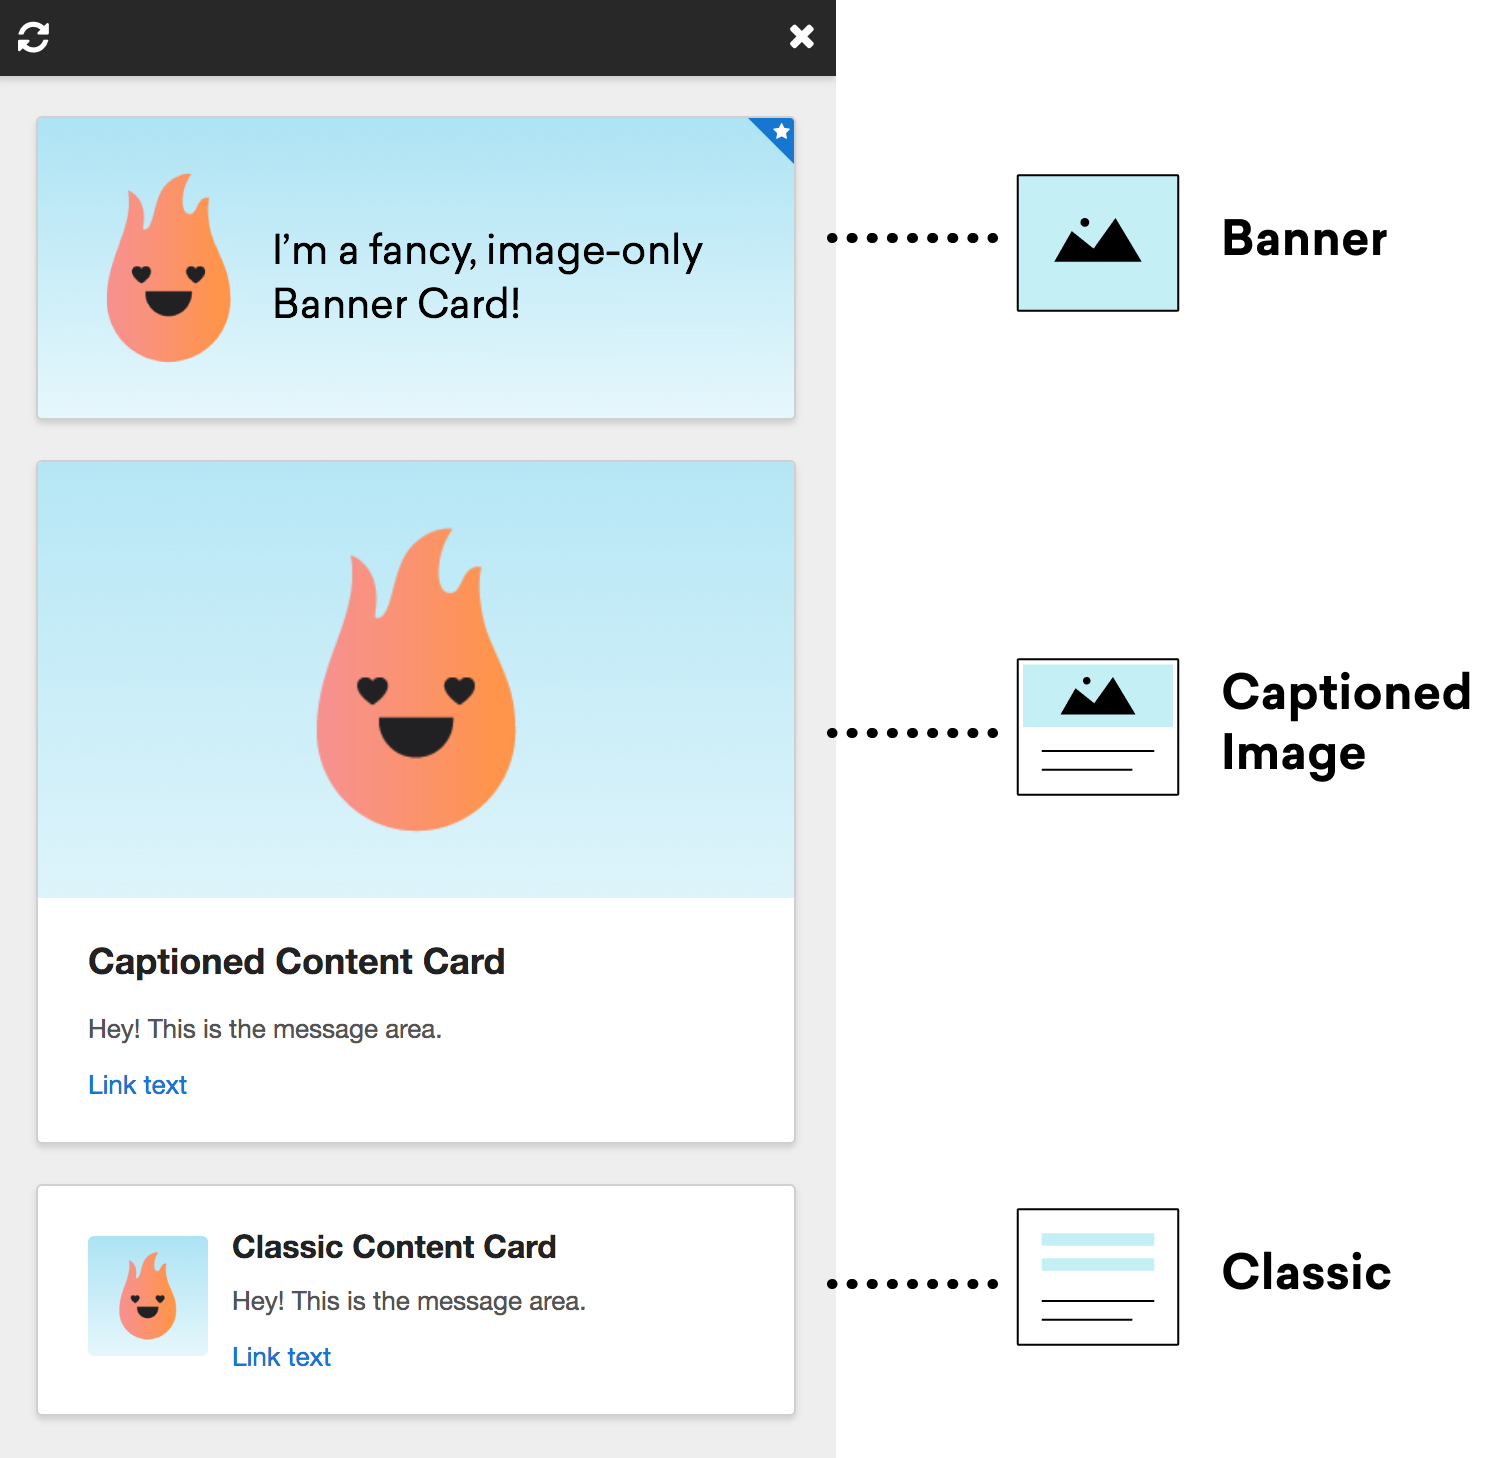 I’m a fancy, image-only
Banner Card!
Banner
Captioned
Image
Captioned Content Card
Hey! This is the message area.
Link text
Classic Content Card
Hey! This is the message area.
Link text
Classic